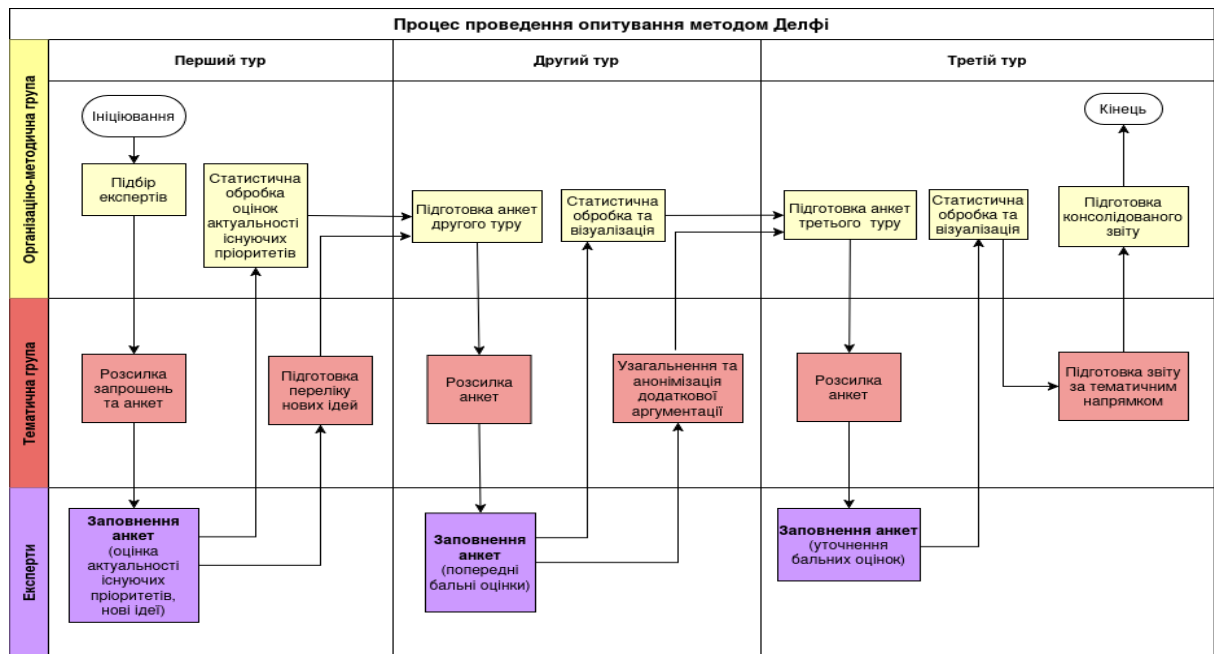 Процес проведення опитування методом Делфі
Перший тур
Другий тур
Третій тур
Організаціно-методична група
Ініціювання
Кінець
Підбір
експертів
Статистична
обробка
оцінок
актуальності
існуючих
пріоритетів
Підготовка анкет
другого туру
Статистична
обробка та
візуалізація
Підготовка анкет
третього туру
Статистична
обробка та
візуалізація
Підготовка
консолідованого
звіту
Тематична група
Розсилка
запрошень
та анкет
Підготовка
переліку
нових ідей
Розсилка
анкет
Узагальнення та
анонімізація
додаткової
аргументації
Розсилка
анкет
Підготовка звіту
за тематичним
напрямком
Експерти
Заповнення
анкет
(оцінка
актуальності
існуючих
пріоритетів,
нові ідеї)
Заповнення
анкет
(попередні
бальні оцінки)
Заповнення анкет
(уточнення
бальних оцінок)